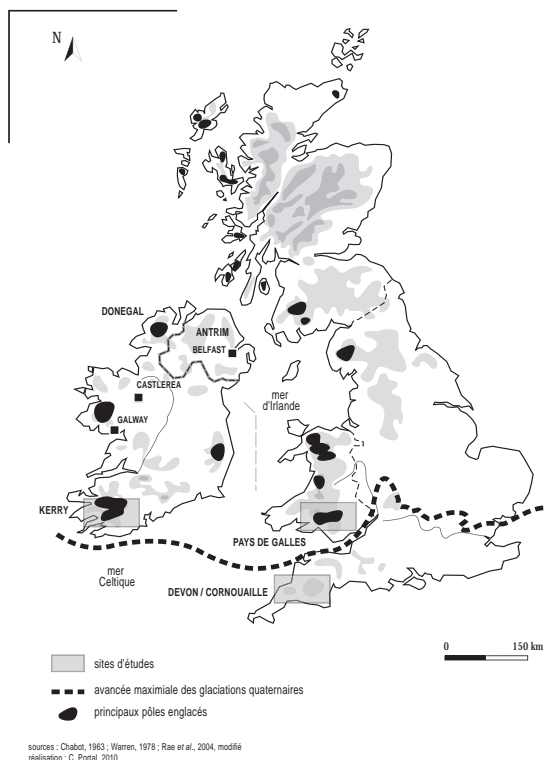 N
DONEGAL
ANTRIM
BELFAST
CASTLEREA
GALWAY
mer
d'Irlande
KERRY
PAYS DE GALLES
mer
Celtique
DEVON / CORNOUAILLE
0 150 km
sites d'études
avancée maximiale des glaciations quaternaires
principaux pôles englacés
sources : Chabot, 1963 ; Warren, 1978 ; Rae et al., 2004, modifié
réalisation : C. Portal, 2010